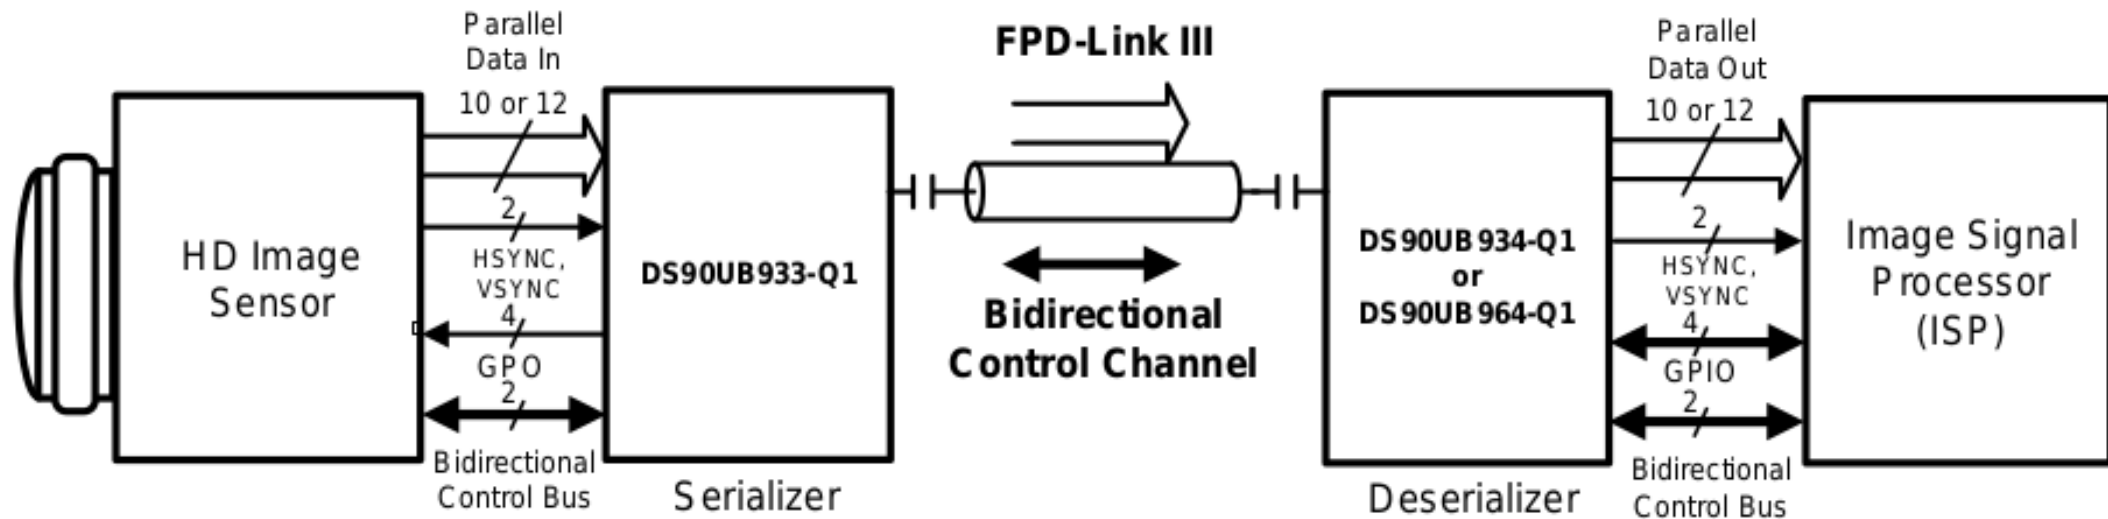 Parallel
Data In
10 or 12
2
HSYNC,
VSYNC
4
GPO
2
Bidirectional
Control Bus
HD Image
Sensor
DS90UB933-Q1
Serializer
FPD-Link III
Bidirectional
Control Channel
DS90UB934-Q1
or
DS90UB964-Q1
Deserializer
Parallel
Data Out
10 or 12
2
HSYNC,
VSYNC
4
GPIO
2
Bidirectional
Control Bus
Image Signal
Processor
(ISP)